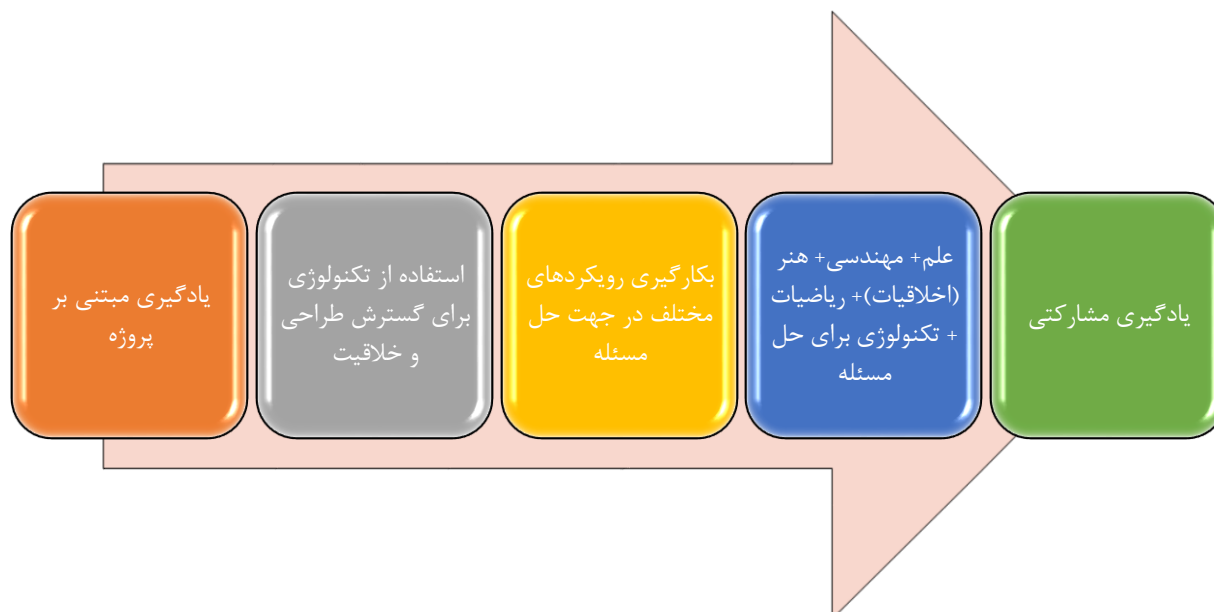 یادگیری مبتنی بر
پروژه
استفاده از تکنولوژی
برای گسترش طراحی
و خلاقیت
بکارگیری رویکردهای
مختلف در جهت حل
مسئله
علم+ مهندسی+ هنر
(اخلاقیات)+ ریاضیات
+ تکنولوژی برای حل
مسئله
یادگیری مشارکتی